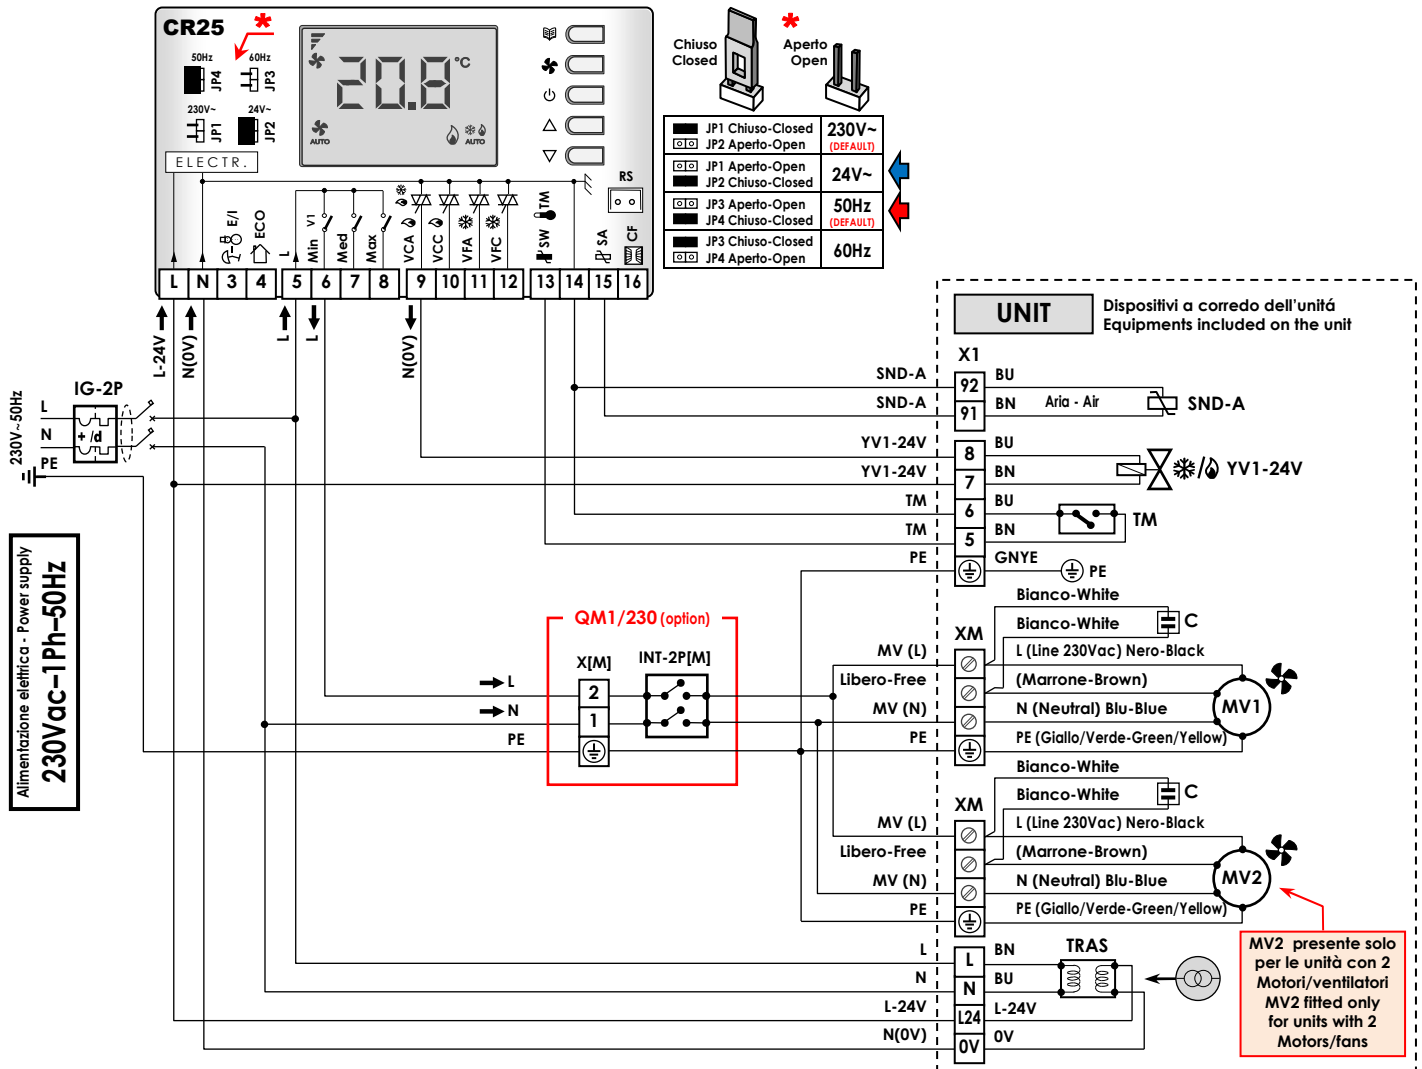 CR25
*
50Hz
60Hz
JP4
JP3
230V~
24V~
JP1
JP2
ELECTR.
20.8 °C
AUTO
AUTO
RS
E/I
ECO
L
Min
V1
Med
Max
VCA
VCC
VFA
VFC
SW
TM
SA
CF
L N 3 4 5 6 7 8 9 10 11 12 13 14 15 16
Chiuso
Closed
*
Aperto
Open
JP1 Chiuso-Closed
JP2 Aperto-Open
230V~
(DEFAULT)
JP1 Aperto-Open
JP2 Chiuso-Closed
24V~
JP3 Aperto-Open
JP4 Chiuso-Closed
50Hz
(DEFAULT)
JP3 Chiuso-Closed
JP4 Aperto-Open
60Hz
L-24V
N(0V)
L
L
N(0V)
230V~50Hz
L
N
PE
IG-2P
+ /d
Alimentazione elettrica - Power supply
230Vac–1Ph–50Hz
UNIT
Dispositivi a corredo dell'unitá
Equipments included on the unit
X1
SND-A 92 BU
SND-A 91 BN
Aria - Air
SND-A
YV1-24V 8 BU
YV1-24V 7 BN
YV1-24V
TM 6 BU
TM 5 BN
TM
PE GNYE
PE
QM1/230 (option)
X[M]
INT-2P[M]
L 2
N 1
PE
XM
Bianco-White
Bianco-White
C
MV (L) L (Line 230Vac) Nero-Black
Libero-Free (Marrone-Brown)
MV (N) N (Neutral) Blu-Blue
PE PE (Giallo/Verde-Green/Yellow)
MV1
XM
Bianco-White
Bianco-White
C
MV (L) L (Line 230Vac) Nero-Black
Libero-Free (Marrone-Brown)
MV (N) N (Neutral) Blu-Blue
PE PE (Giallo/Verde-Green/Yellow)
MV2
L L BN
N N BU
L-24V L24 L-24V
N(0V) 0V 0V
TRAS
MV2 presente solo
per le unità con 2
Motori/ventilatori
MV2 fitted only
for units with 2
Motors/fans